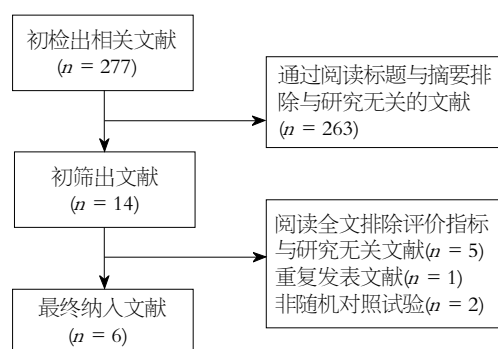 初检出相关文献
(n = 277)
通过阅读标题与摘要排
除与研究无关的文献
(n = 263)
初筛出文献
(n = 14)
阅读全文排除评价指标
与研究无关文献(n = 5)
重复发表文献(n = 1)
非随机对照试验(n = 2)
最终纳入文献
(n = 6)